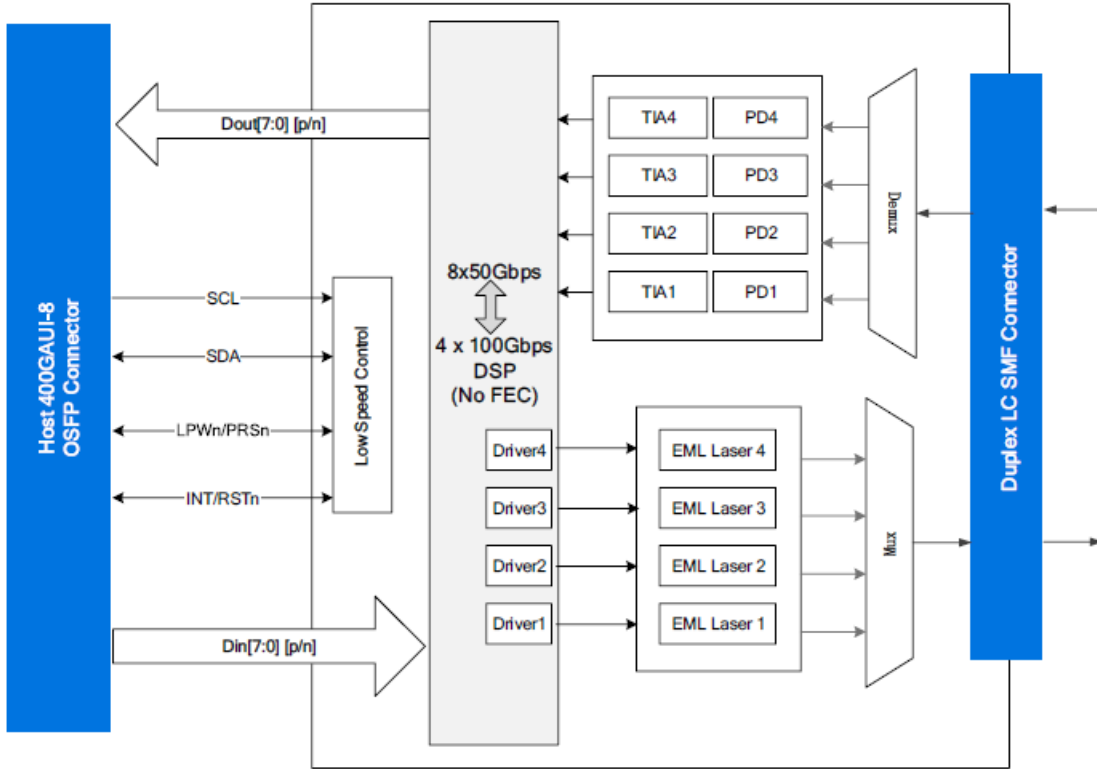 Host 400GAUI-8
OSFP Connector
Dout[7:0] [p/n]
SCL
SDA
LPWn/PRSn
INT/RSTn
Din[7:0] [p/n]
Low Speed Control
8x50Gbps
4 x 100Gbps
DSP
(No FEC)
Driver4
Driver3
Driver2
Driver1
TIA4
PD4
TIA3
PD3
TIA2
PD2
TIA1
PD1
Demux
EML Laser 4
EML Laser 3
EML Laser 2
EML Laser 1
Mux
Duplex LC SMF Connector